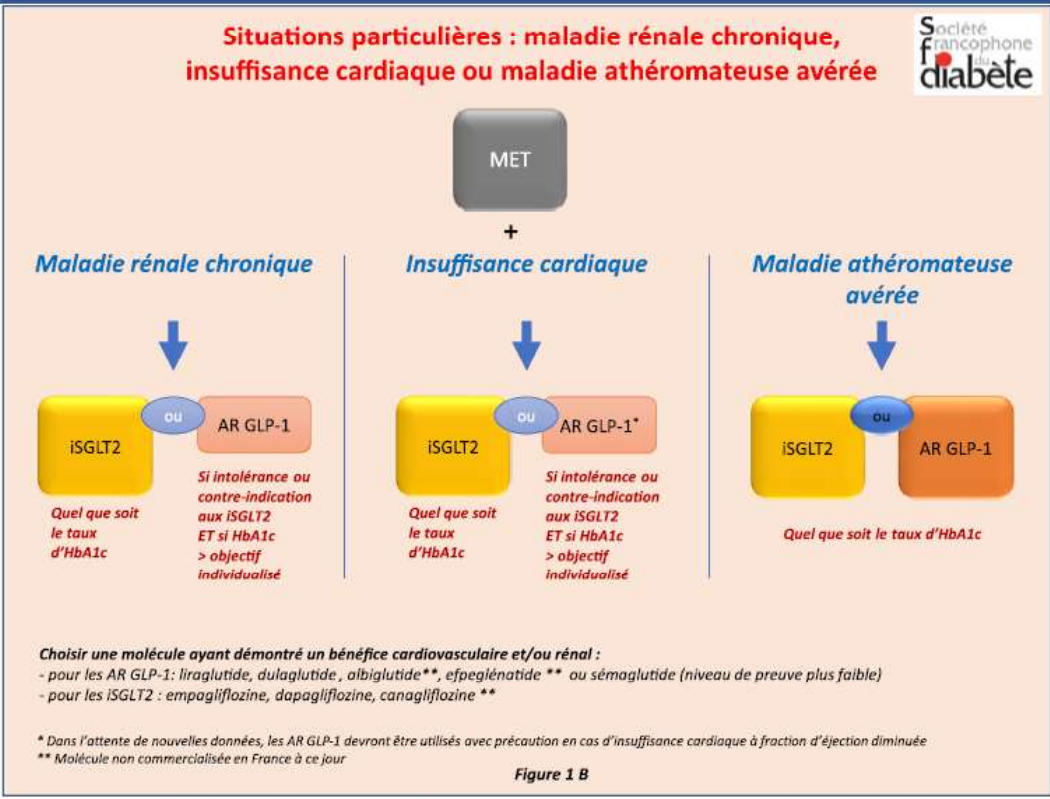 Situations particulières : maladie rénale chronique,
insuffisance cardiaque ou maladie athéromateuse avérée
Société
francophone
du
diabète
MET
+
Maladie rénale chronique
Insuffisance cardiaque
Maladie athéromateuse
avérée
iSGLT2
ou
AR GLP-1
Quel que soit
le taux
d'HbA1c
Si intolérance ou
contre-indication
aux iSGLT2
ET si HbA1c
> objectif
individualisé
iSGLT2
ou
AR GLP-1*
Quel que soit
le taux
d'HbA1c
Si intolérance ou
contre-indication
aux iSGLT2
ET si HbA1c
> objectif
individualisé
iSGLT2
ou
AR GLP-1
Quel que soit le taux d'HbA1c
Choisir une molécule ayant démontré un bénéfice cardiovasculaire et/ou rénal :
- pour les AR GLP-1: liraglutide, dulaglutide , albiglutide**, efpeglénatide ** ou sémaglutide (niveau de preuve plus faible)
- pour les iSGLT2 : empagliflozine, dapagliflozine, canagliflozine **
* Dans l'attente de nouvelles données, les AR GLP-1 devront être utilisés avec précaution en cas d'insuffisance cardiaque à fraction d'éjection diminuée
** Molécule non commercialisée en France à ce jour
Figure 1 B